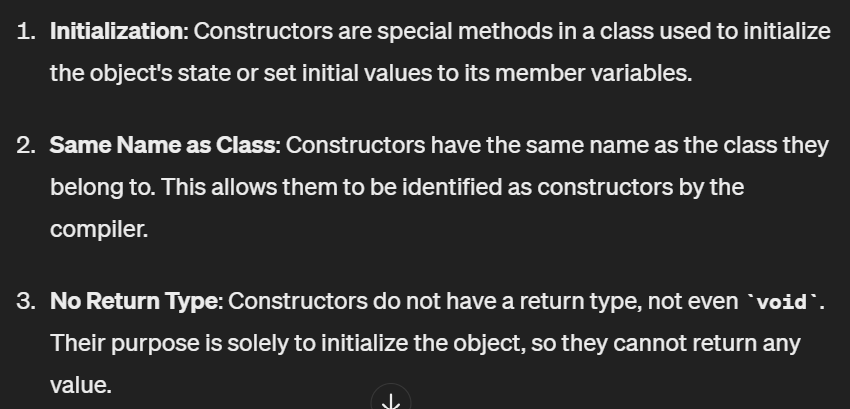 1. Initialization: Constructors are special methods in a class used to initialize
the object's state or set initial values to its member variables.
2. Same Name as Class: Constructors have the same name as the class they
belong to. This allows them to be identified as constructors by the
compiler.
3. No Return Type: Constructors do not have a return type, not even `void`.
Their purpose is solely to initialize the object, so they cannot return any
value.